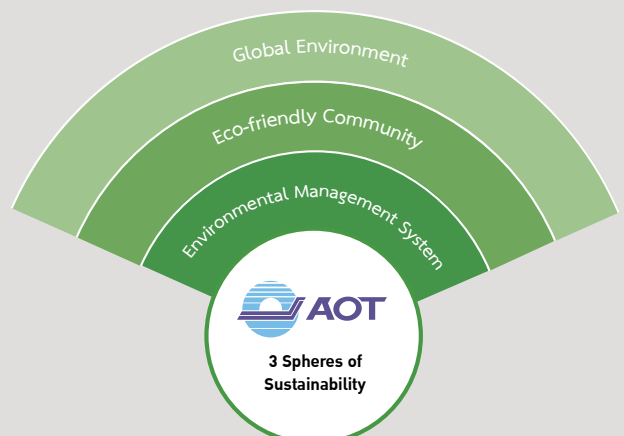 Global Environment
Eco-friendly Community
Environmental Management System
AOT
3 Spheres of
Sustainability